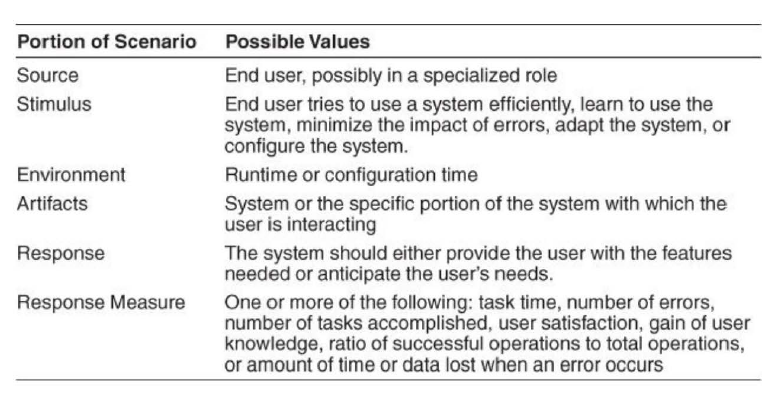 Portion of Scenario Possible Values
Source End user, possibly in a specialized role
Stimulus End user tries to use a system efficiently, learn to use the
system, minimize the impact of errors, adapt the system, or
configure the system.
Environment Runtime or configuration time
Artifacts System or the specific portion of the system with which the
user is interacting
Response The system should either provide the user with the features
needed or anticipate the user's needs.
Response Measure One or more of the following: task time, number of errors,
number of tasks accomplished, user satisfaction, gain of user
knowledge, ratio of successful operations to total operations,
or amount of time or data lost when an error occurs